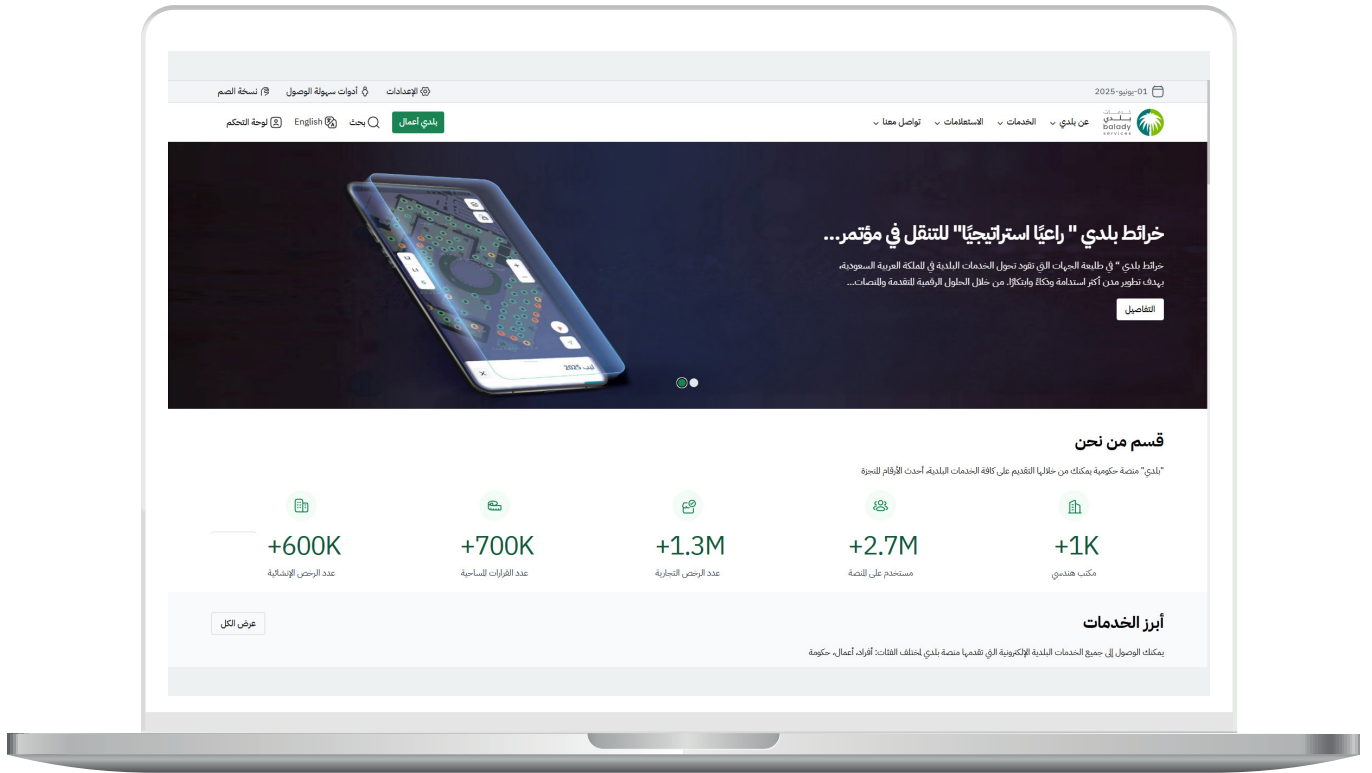 01-يونيو-2025
الإعدادات
أدوات سهولة الوصول
نسخة الصم
خدمات
بلدي
balady
services
عن بلدي
الخدمات
الاستعلامات
تواصل معنا
بلدي أعمال
بحث
English
لوحة التحكم
خرائط بلدي " راعيًا استراتيجيًا" للتنقل في مؤتمر...
خرائط بلدي " في طليعة الجهات التي تقود تحول الخدمات البلدية في المملكة العربية السعودية،
بهدف تطوير مدن أكثر استدامة وذكاءً وابتكارًا. من خلال الحلول الرقمية المتقدمة والمنصات...
التفاصيل
تيب 2025
قسم من نحن
"بلدي" منصة حكومية يمكنك من خلالها التقديم على كافة الخدمات البلدية، أحدث الأرقام المنجزة
+1K
مكتب هندسي
+2.7M
مستخدم على المنصة
+1.3M
عدد الرخص التجارية
+700K
عدد القرارات المساحية
+600K
عدد الرخص الإنشائية
أبرز الخدمات
عرض الكل
يمكنك الوصول إلى جميع الخدمات البلدية الإلكترونية التي تقدمها منصة بلدي لمختلف الفئات: أفراد، أعمال، حكومة